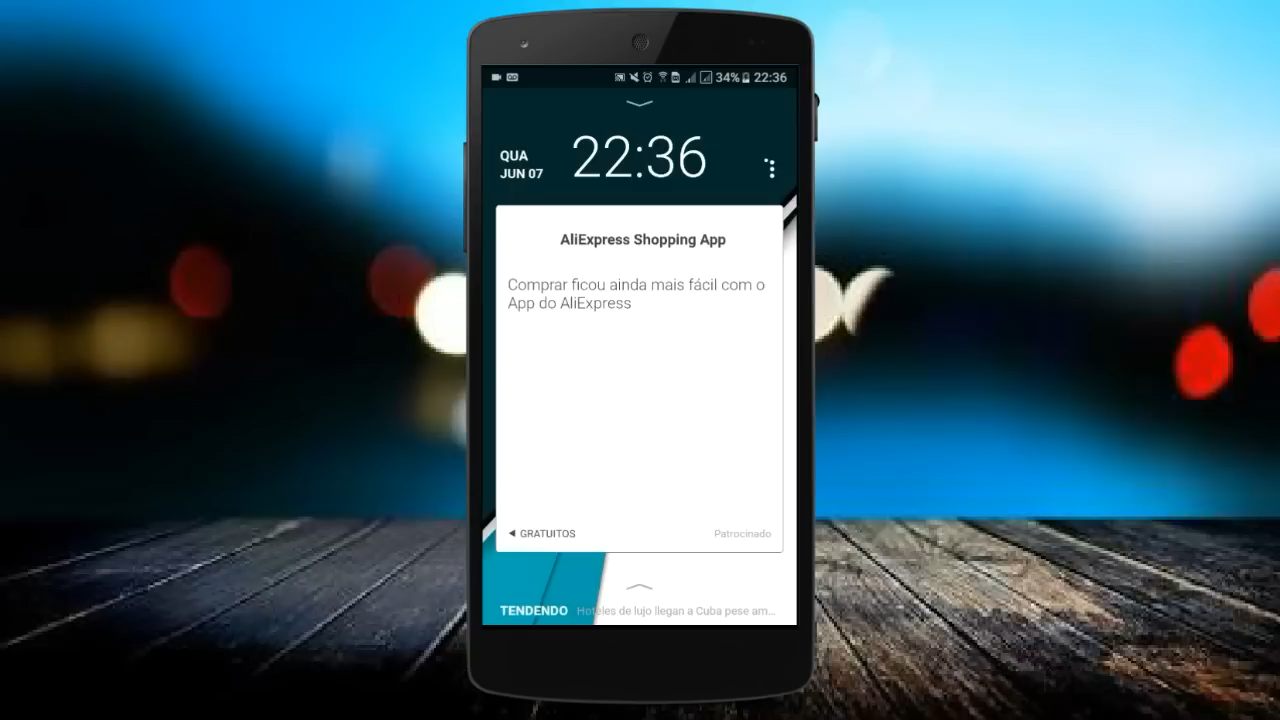 34% 22:36
QUA
JUN 07
22:36
AliExpress Shopping App
Comprar ficou ainda mais fácil com o
App do AliExpress
GRATUITOS
Patrocinado
TENDENDO Hoteles de lujo llegan a Cuba pese am...